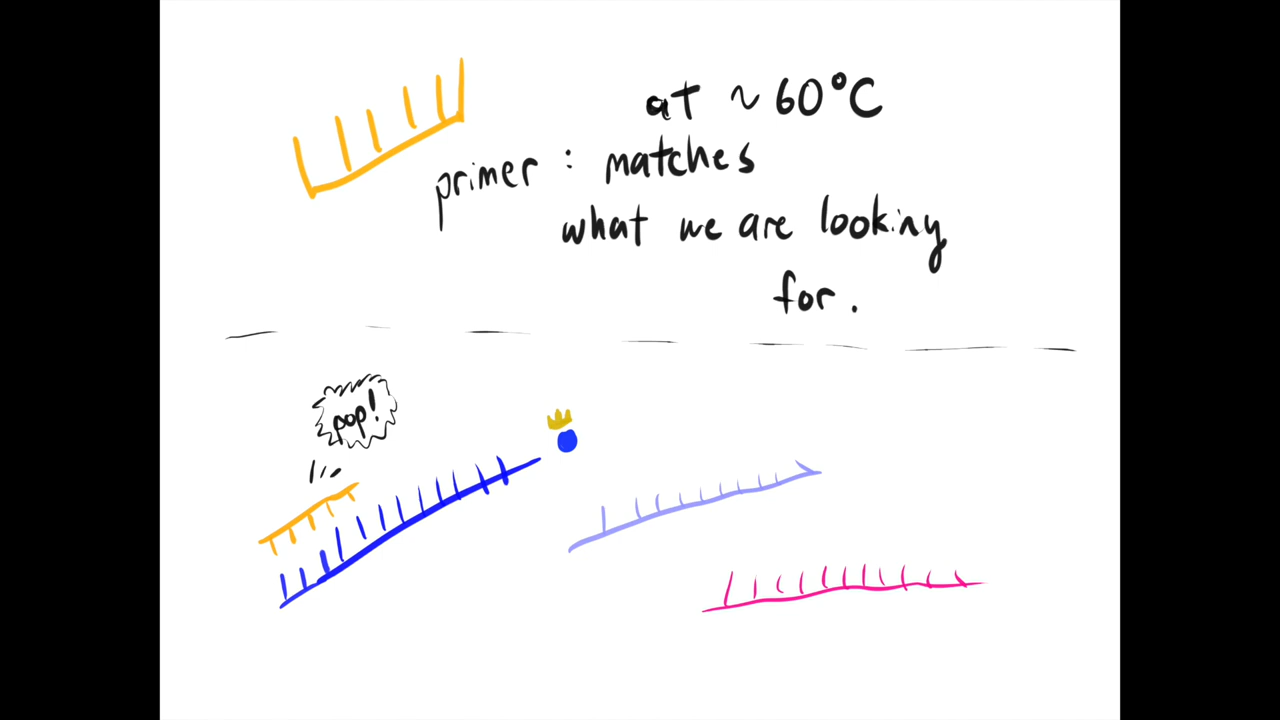 at ~60°C
primer: matches
what we are looking
for.
pop!